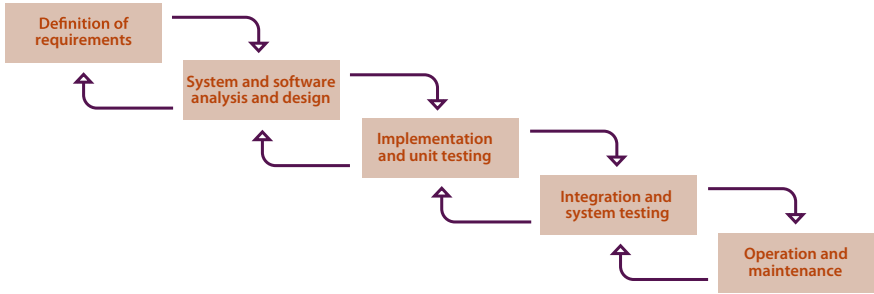 Definition of
requirements
System and software
analysis and design
Implementation
and unit testing
Integration and
system testing
Operation and
maintenance